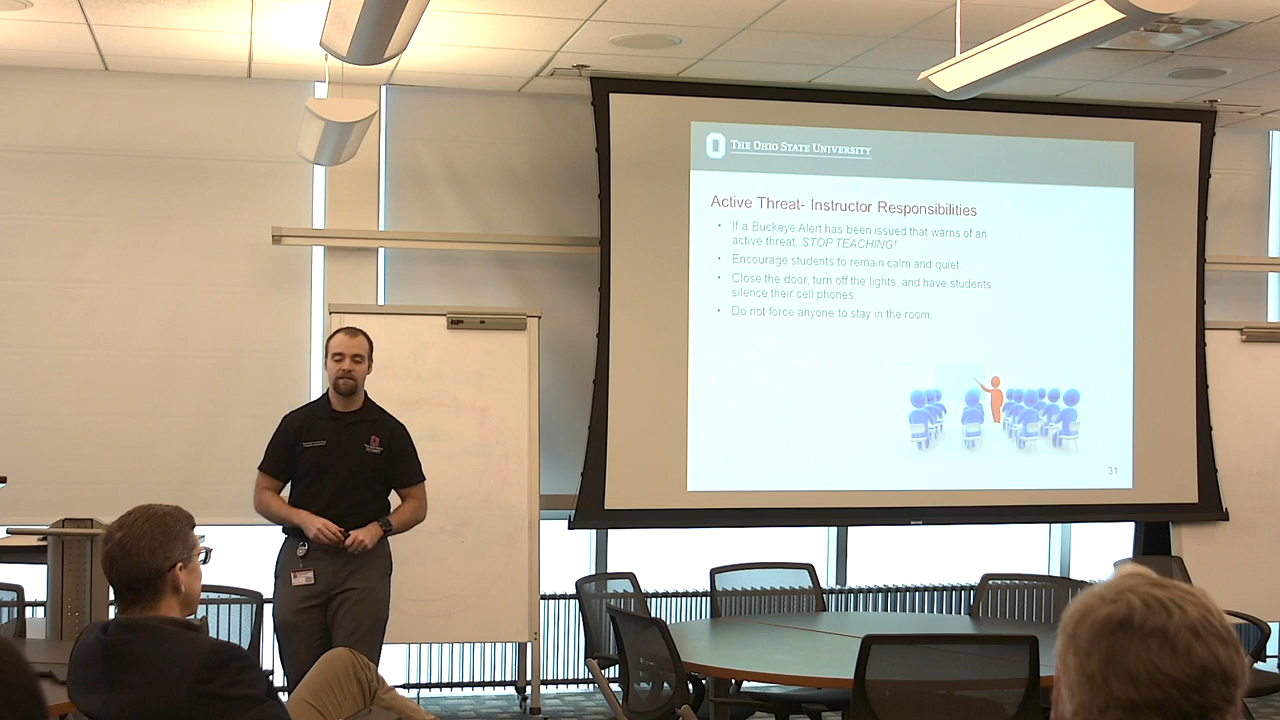 THE OHIO STATE UNIVERSITY
Active Threat- Instructor Responsibilities
• If a Buckeye Alert has been issued that warns of an
active threat, STOP TEACHING!
• Encourage students to remain calm and quiet.
• Close the door, turn off the lights, and have students
silence their cell phones.
• Do not force anyone to stay in the room.
31